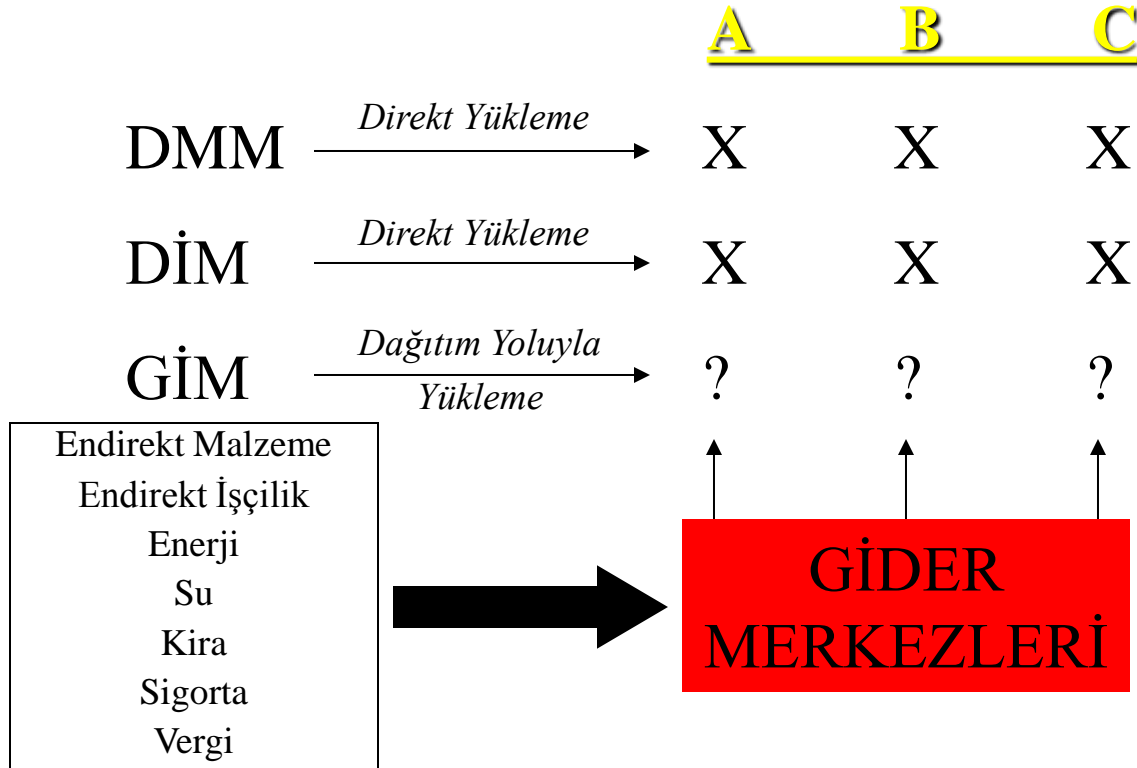 A B C
DMM Direkt Yükleme X X X
DİM Direkt Yükleme X X X
GİM Dağıtım Yoluyla Yükleme ? ? ?
Endirekt Malzeme
Endirekt İşçilik
Enerji
Su
Kira
Sigorta
Vergi
GİDER
MERKEZLERİ